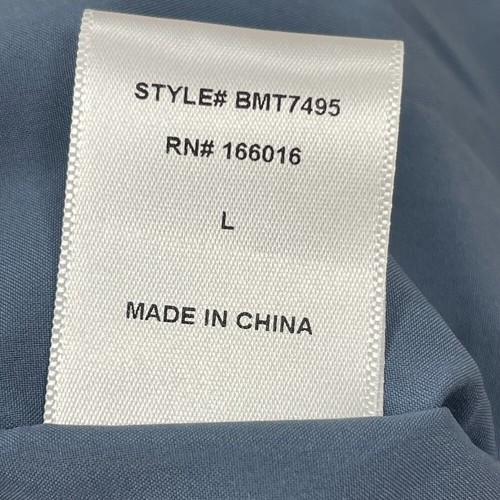 STYLE# BMT7495
RN# 166016
L
MADE IN CHINA